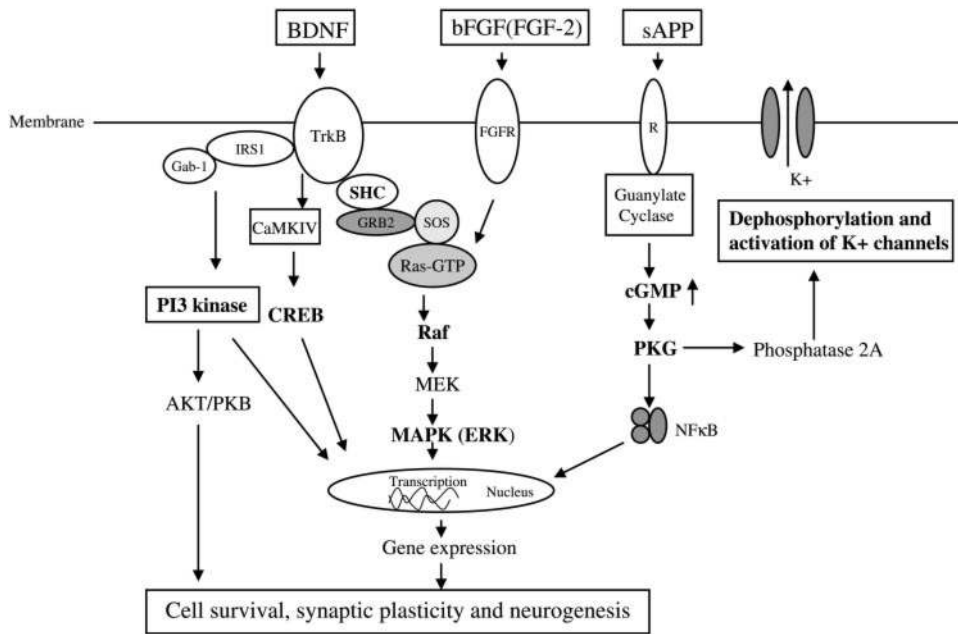 BDNF
bFGF(FGF-2)
sAPP
Membrane
TrkB
FGFR
R
IRS1
Gab-1
K+
SHC
Guanylate
Cyclase
CaMKIV
GRB2
SOS
Dephosphorylation and
activation of K+ channels
Ras-GTP
PI3 kinase
CREB
cGMP
Raf
PKG
Phosphatase 2A
MEK
AKT/PKB
MAPK (ERK)
NFκB
Transcription
Nucleus
Gene expression
Cell survival, synaptic plasticity and neurogenesis